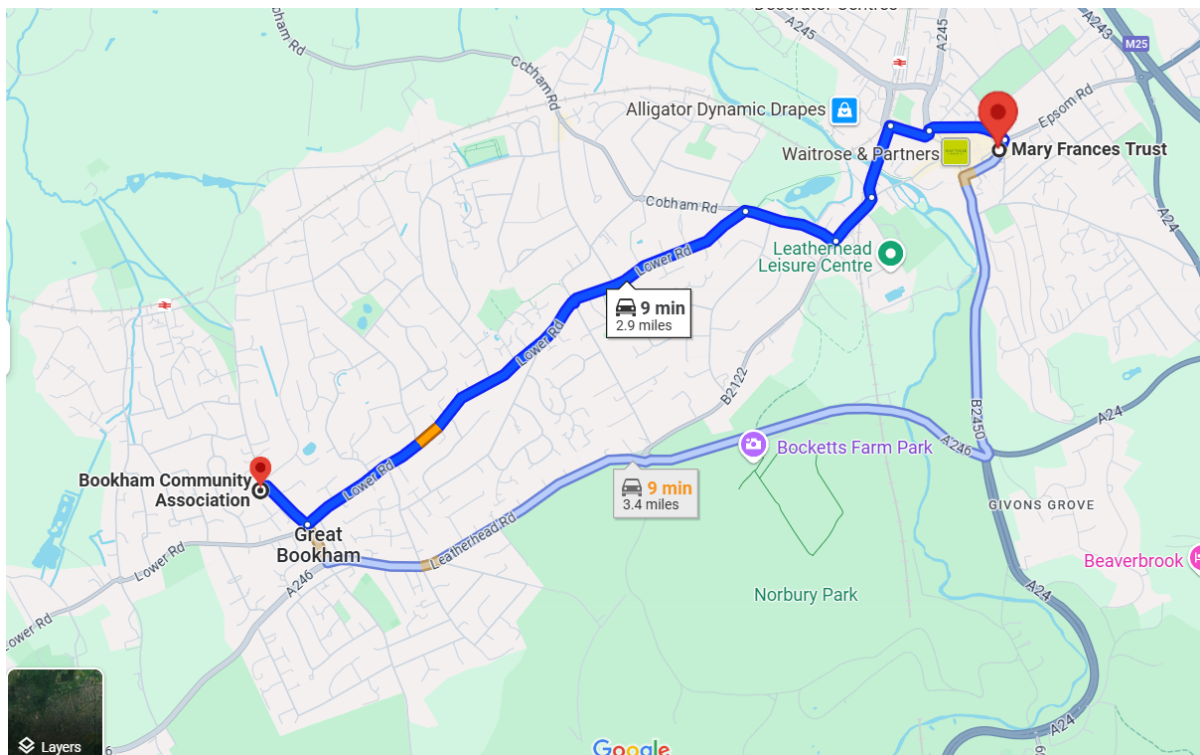 Decorator Centres
A245
A245
A243
M25
Cobham Rd
Cobham Rd
Alligator Dynamic Drapes
Epsom Rd
Waitrose & Partners
Mary Frances Trust
A24
Cobham Rd
Lower Rd
Leatherhead
Leisure Centre
9 min
2.9 miles
Lower Rd
B2122
B2450
A24
A246
Bocketts Farm Park
Bookham Community
Association
Lower Rd
9 min
3.4 miles
GIVONS GROVE
Great
Bookham
Leatherhead Rd
Lower Rd
A246
Beaverbrook
A24
Norbury Park
Lower Rd
Layers
A24
Google